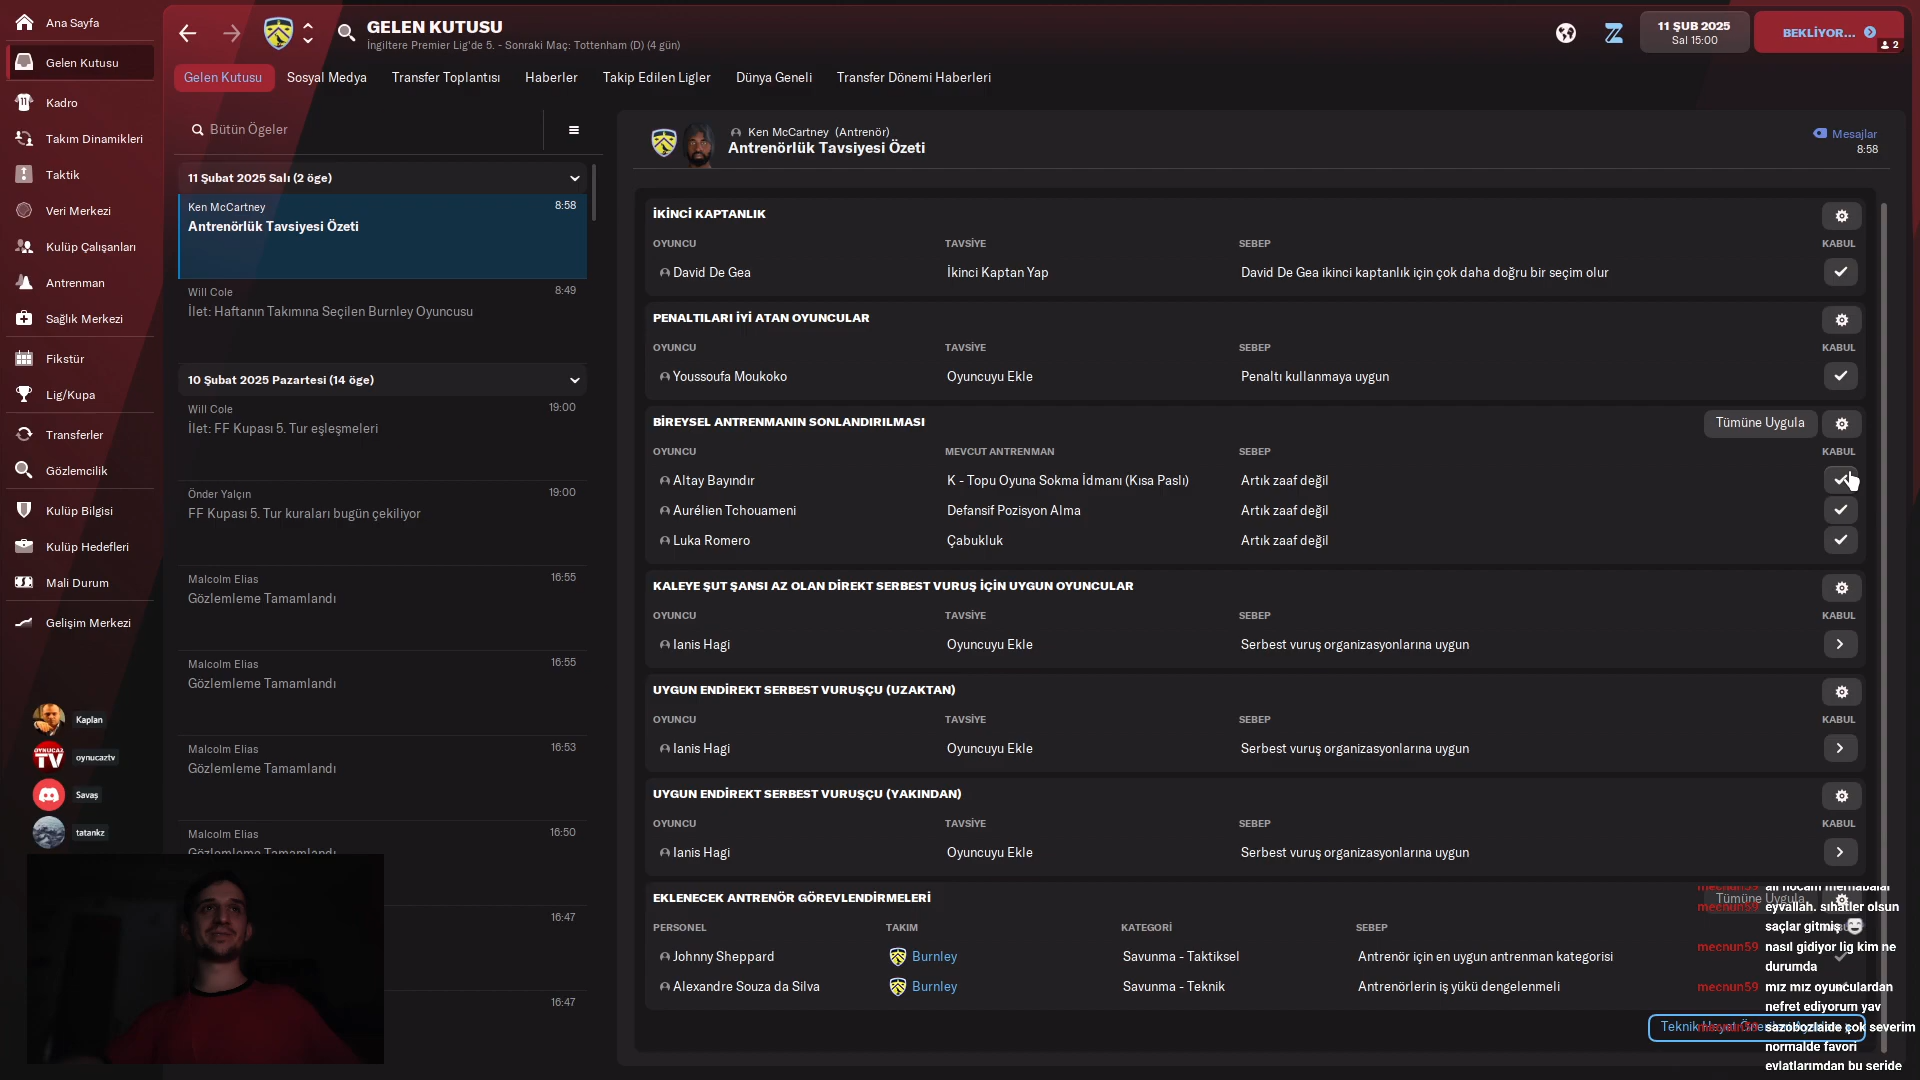 Ana Sayfa
Gelen Kutusu
Kadro
Takım Dinamikleri
Taktik
Veri Merkezi
Kulüp Çalışanları
Antrenman
Sağlık Merkezi
Fikstür
Lig/Kupa
Transferler
Gözlemcilik
Kulüp Bilgisi
Kulüp Hedefleri
Mali Durum
Gelişim Merkezi
Kaplan
OYNUCAZ TV
oynucaztv
Savaş
tatankz
GELEN KUTUSU
İngiltere Premier Lig'de 5. - Sonraki Maç: Tottenham (D) (4 gün)
11 ŞUB 2025
Sal 15:00
BEKLİYOR...
2
Gelen Kutusu Sosyal Medya Transfer Toplantısı Haberler Takip Edilen Ligler Dünya Geneli Transfer Dönemi Haberleri
Bütün Ögeler
11 Şubat 2025 Salı (2 öge)
Ken McCartney 8:58
Antrenörlük Tavsiyesi Özeti
Will Cole 8:49
İlet: Haftanın Takımına Seçilen Burnley Oyuncusu
10 Şubat 2025 Pazartesi (14 öge)
Will Cole 19:00
İlet: FF Kupası 5. Tur eşleşmeleri
Önder Yalçın 19:00
FF Kupası 5. Tur kuraları bugün çekiliyor
Malcolm Elias 16:55
Gözlemleme Tamamlandı
Malcolm Elias 16:55
Gözlemleme Tamamlandı
Malcolm Elias 16:53
Gözlemleme Tamamlandı
Malcolm Elias 16:50
Gözlemleme Tamamlandı
16:47
16:47
Ken McCartney (Antrenör)
Antrenörlük Tavsiyesi Özeti
Mesajlar
8:58
İKİNCİ KAPTANLIK
OYUNCU TAVSİYE SEBEP KABUL
David De Gea İkinci Kaptan Yap David De Gea ikinci kaptanlık için çok daha doğru bir seçim olur
PENALTILARI İYİ ATAN OYUNCULAR
OYUNCU TAVSİYE SEBEP KABUL
Youssoufa Moukoko Oyuncuyu Ekle Penaltı kullanmaya uygun
BİREYSEL ANTRENMANIN SONLANDIRILMASI Tümüne Uygula
OYUNCU MEVCUT ANTRENMAN SEBEP KABUL
Altay Bayındır K - Topu Oyuna Sokma İdmanı (Kısa Paslı) Artık zaaf değil
Aurélien Tchouameni Defansif Pozisyon Alma Artık zaaf değil
Luka Romero Çabukluk Artık zaaf değil
KALEYE ŞUT ŞANSI AZ OLAN DİREKT SERBEST VURUŞ İÇİN UYGUN OYUNCULAR
OYUNCU TAVSİYE SEBEP KABUL
Ianis Hagi Oyuncuyu Ekle Serbest vuruş organizasyonlarına uygun
UYGUN ENDİREKT SERBEST VURUŞÇU (UZAKTAN)
OYUNCU TAVSİYE SEBEP KABUL
Ianis Hagi Oyuncuyu Ekle Serbest vuruş organizasyonlarına uygun
UYGUN ENDİREKT SERBEST VURUŞÇU (YAKINDAN)
OYUNCU TAVSİYE SEBEP KABUL
Ianis Hagi Oyuncuyu Ekle Serbest vuruş organizasyonlarına uygun
EKLENECEK ANTRENÖR GÖREVLENDİRMELERİ Tümüne Uygula
PERSONEL TAKIM KATEGORİ SEBEP
Johnny Sheppard Burnley Savunma - Taktiksel Antrenör için en uygun antrenman kategorisi
Alexandre Souza da Silva Burnley Savunma - Teknik Antrenörlerin iş yükü dengelenmeli
Teknik
mecnun59 ali hocam merhabalar
mecnun59 eyvallah. sıhatler olsun
saçlar gitmiş
mecnun59 nasıl gidiyor lig kim ne
durumda
mecnun59 mız mız oyunculardan
nefret ediyorum yav
mecnun59 çok severim
normalde favori
evlatlarımdan bu seride